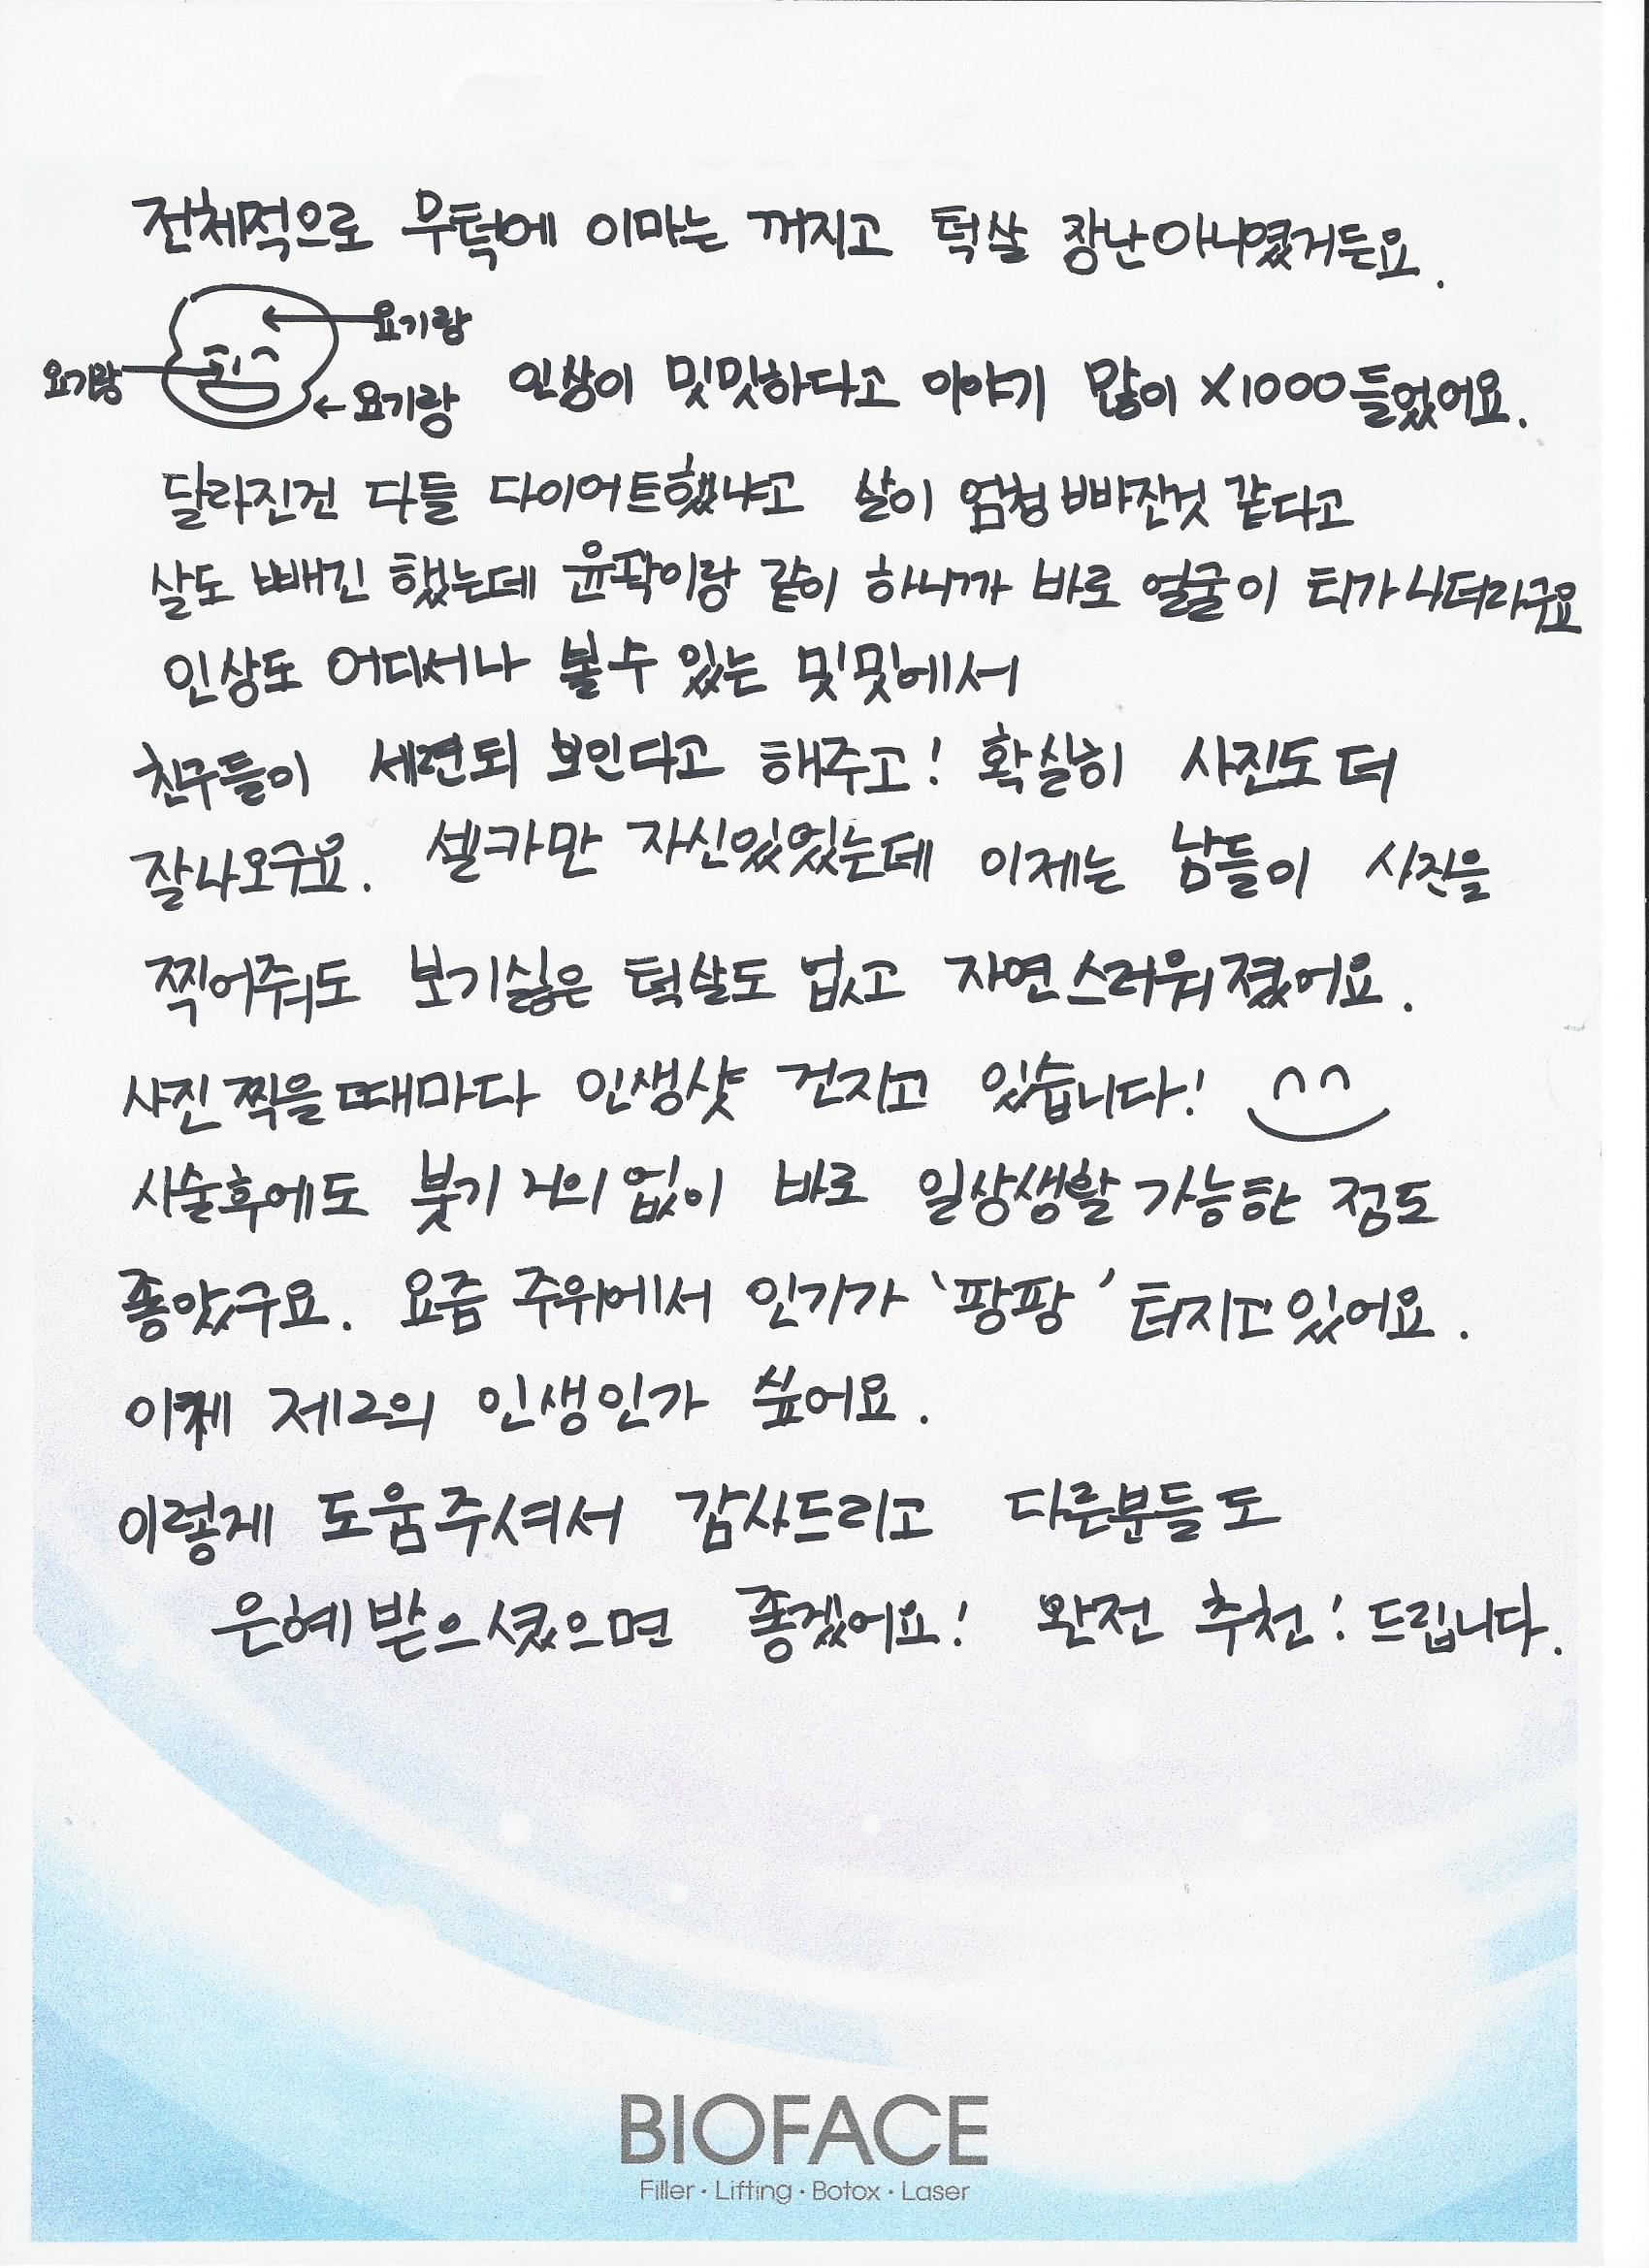 전체적으로 무턱에 이마는 꺼지고 턱살 장난아니였거든요.
요기랑
요기랑
요기랑
인상이 밋밋하다고 이야기 많이 X1000들었어요.
달라진건 다들 다이어트했냐고 살이 엄청 빠진것 같다고
살도 빼긴 했는데 윤곽이랑 같이 하니까 바로 얼굴이 티가 나더라구요
인상도 어디서나 볼수 있는 밋밋에서
친구들이 세련되 보인다고 해주고! 확실히 사진도 더
잘나오구요. 셀카만 자신있었는데 이제는 남들이 사진을
찍어줘도 보기싫은 턱살도 없고 자연스러워졌어요.
사진 찍을때마다 인생샷 건지고 있습니다!
시술후에도 붓기 거의없이 바로 일상생활 가능한 점도
좋았구요. 요즘 주위에서 인기가 '팡팡' 터지고있어요.
이제 제2의 인생인가 싶어요.
이렇게 도움주셔서 감사드리고 다른분들도
은혜받으셨으면 좋겠어요! 완전 추천! 드립니다.
BIOFACE
Filler · Lifting · Botox · Laser